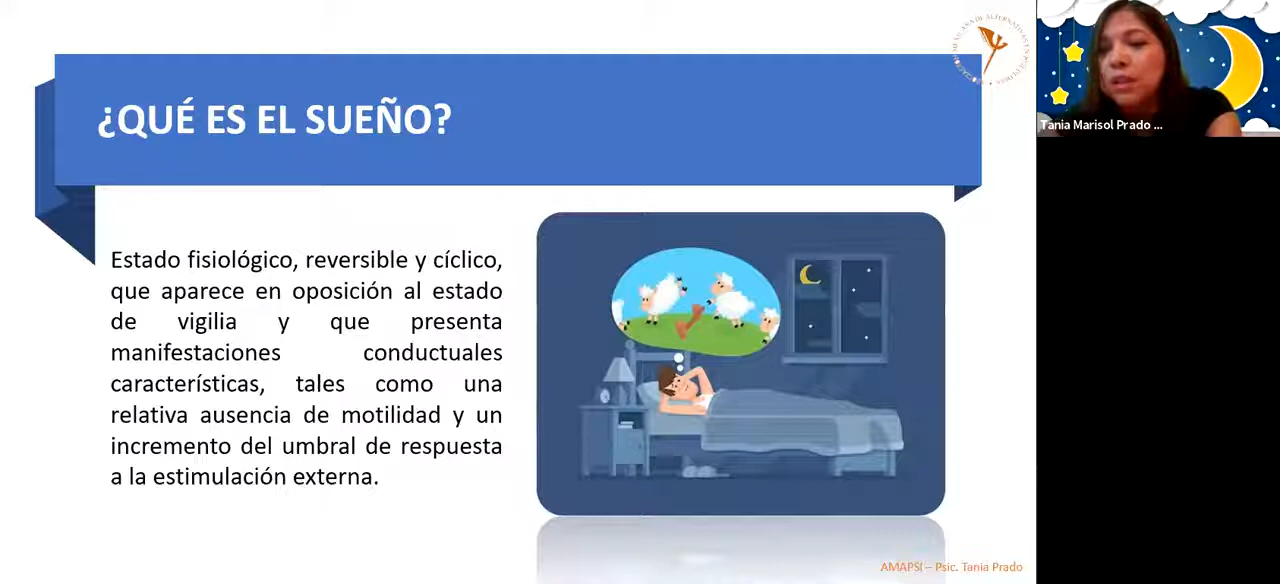 ¿QUÉ ES EL SUEÑO?
Estado fisiológico, reversible y cíclico,
que aparece en oposición al estado
de vigilia y que presenta
manifestaciones conductuales
características, tales como una
relativa ausencia de motilidad y un
incremento del umbral de respuesta
a la estimulación externa.
AMAPSI – Psic. Tania Prado
Tania Marisol Prado ...